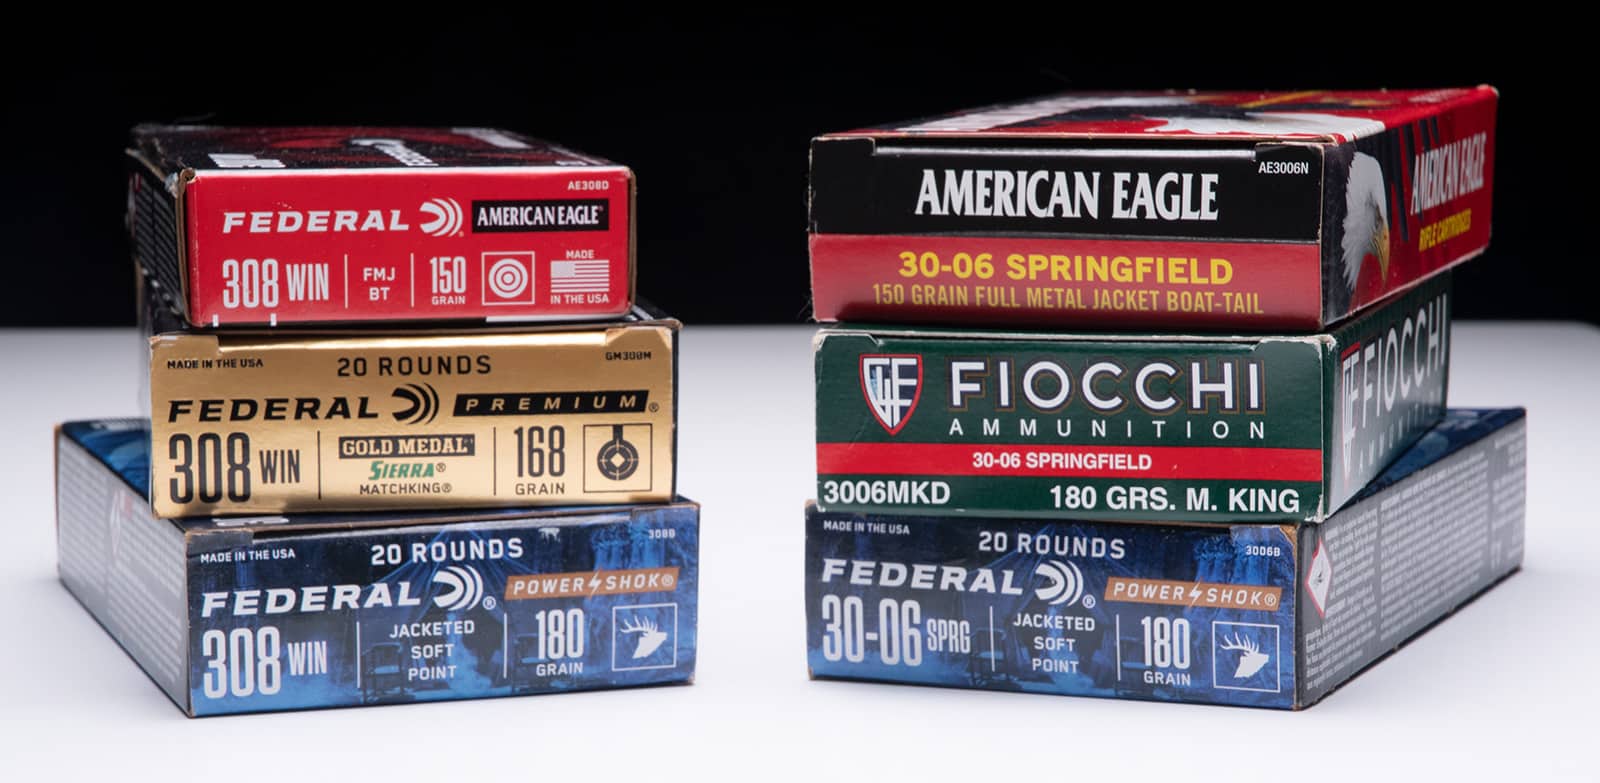 AE308D
FEDERAL® AMERICAN EAGLE®
308 WIN
FMJ
BT
150
GRAIN
MADE
IN THE USA
MADE IN THE USA
20 ROUNDS
GM308M
FEDERAL PREMIUM®
308 WIN
GOLD MEDAL®
SIERRA®
MATCHKING®
168
GRAIN
MADE IN THE USA
20 ROUNDS
308B
FEDERAL® POWER SHOK®
308 WIN
JACKETED
SOFT
POINT
180
GRAIN
AE3006N
AMERICAN EAGLE
30-06 SPRINGFIELD
150 GRAIN FULL METAL JACKET BOAT-TAIL
AMERICAN EAGLE
RIFLE CARTRIDGES
FIOCCHI
AMMUNITION
30-06 SPRINGFIELD
3006MKD
180 GRS. M. KING
FIOCCHI
AMMUNITION
MADE IN THE USA
20 ROUNDS
3006B
FEDERAL® POWER SHOK®
30-06 SPRG
JACKETED
SOFT
POINT
180
GRAIN